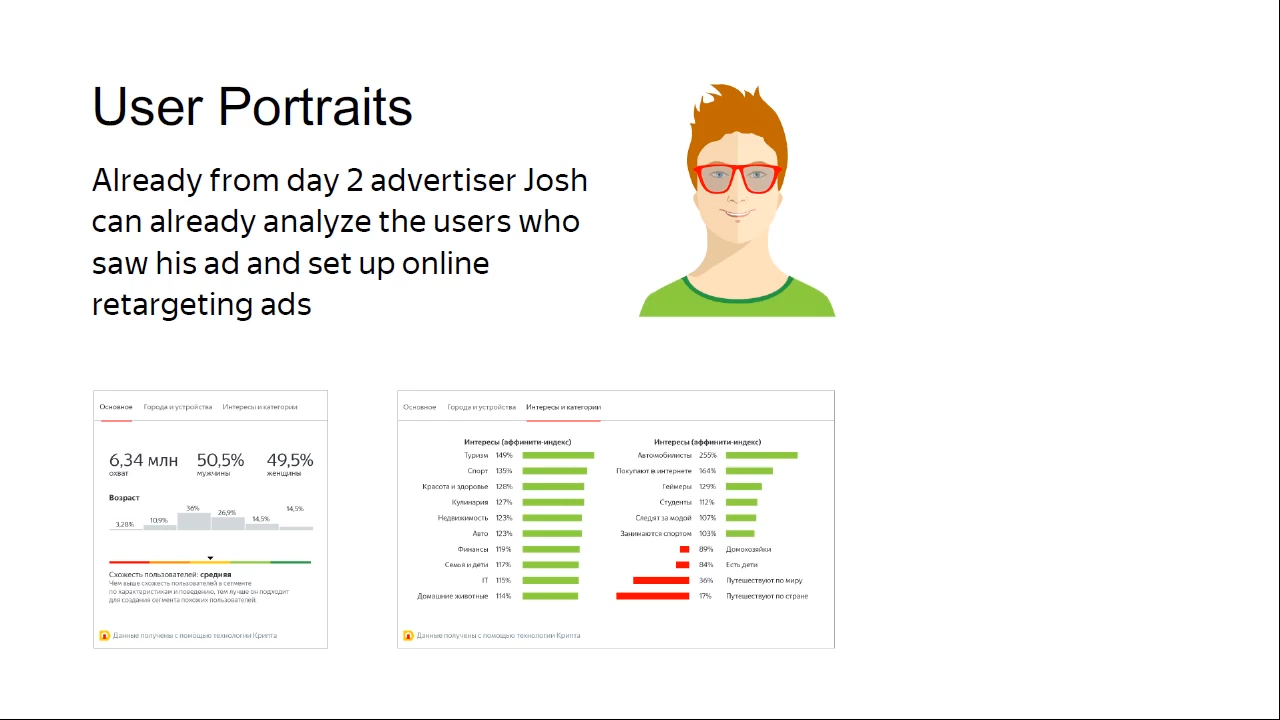 User Portraits
Already from day 2 advertiser Josh
can already analyze the users who
saw his ad and set up online
retargeting ads
Основное Города и устройства Интересы и категории
6,34 млн 50,5% 49,5%
охват мужчины женщины
Возраст
3,28% 10,9% 36% 26,9% 14,5% 14,5%
Схожесть пользователей: средняя
Чем выше схожесть пользователей в сегменте
по характеристикам и поведению, тем лучше он подходит
для создания сегмента похожих пользователей.
Данные получены с помощью технологии Крипта
Основное Города и устройства Интересы и категории
Интересы (аффинити-индекс)
Туризм 149%
Спорт 135%
Красота и здоровье 128%
Кулинария 127%
Недвижимость 123%
Авто 123%
Финансы 119%
Семья и дети 117%
IT 115%
Домашние животные 114%
Интересы (аффинити-индекс)
Автомобилисты 255%
Покупают в интернете 164%
Геймеры 129%
Студенты 112%
Следят за модой 107%
Занимаются спортом 103%
89% Домохозяйки
84% Есть дети
36% Путешествуют по миру
17% Путешествуют по стране
Данные получены с помощью технологии Крипта